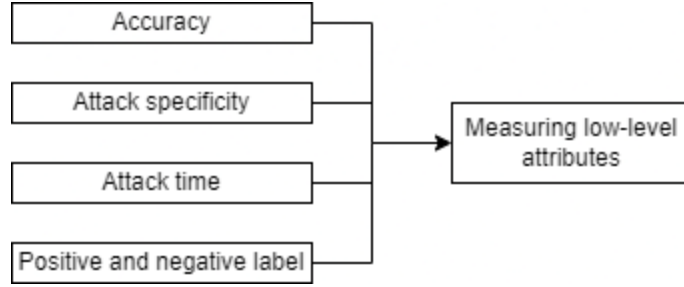 Accuracy
Attack specificity
Attack time
Positive and negative label
Measuring low-level
attributes